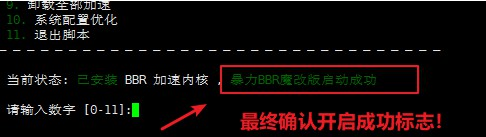 9. 卸载全部加速
10. 系统配置优化
11. 退出脚本
当前状态: 已安装 BBR 加速内核 , 暴力BBR魔改版启动成功
请输入数字 [0-11]:
最终确认开启成功标志!